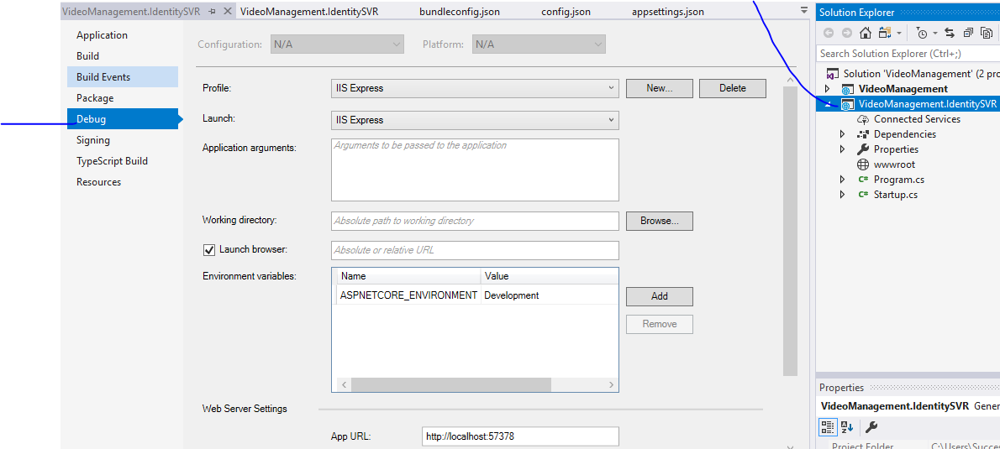 VideoManagement.IdentitySVR VideoManagement.IdentitySVR bundleconfig.json config.json appsettings.json
Application
Build
Build Events
Package
Debug
Signing
TypeScript Build
Resources
Configuration: N/A Platform: N/A
Profile: IIS Express New... Delete
Launch: IIS Express
Application arguments: Arguments to be passed to the application
Working directory: Absolute path to working directory Browse...
Launch browser: Absolute or relative URL
Environment variables: Name Value
ASPNETCORE_ENVIRONMENT Development
Add
Remove
Web Server Settings
App URL: http://localhost:57378
Solution Explorer
Search Solution Explorer (Ctrl+;)
Solution 'VideoManagement' (2 pro
VideoManagement
VideoManagement.IdentitySVR
Connected Services
Dependencies
Properties
wwwroot
C# Program.cs
C# Startup.cs
Properties
VideoManagement.IdentitySVR Gener
Project Folder C:\Users\Succes